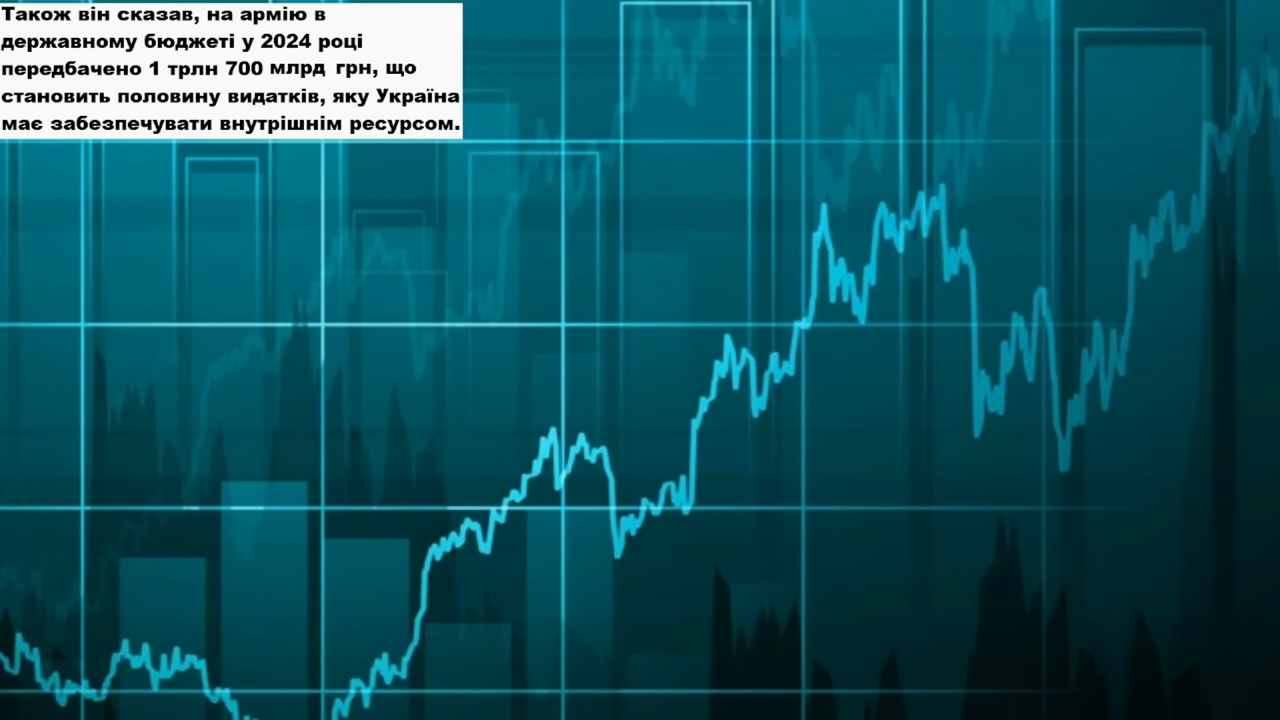 Також він сказав, на армію в
державному бюджеті у 2024 році
передбачено 1 трлн 700 млрд грн, що
становить половину видатків, яку Україна
має забезпечувати внутрішнім ресурсом.